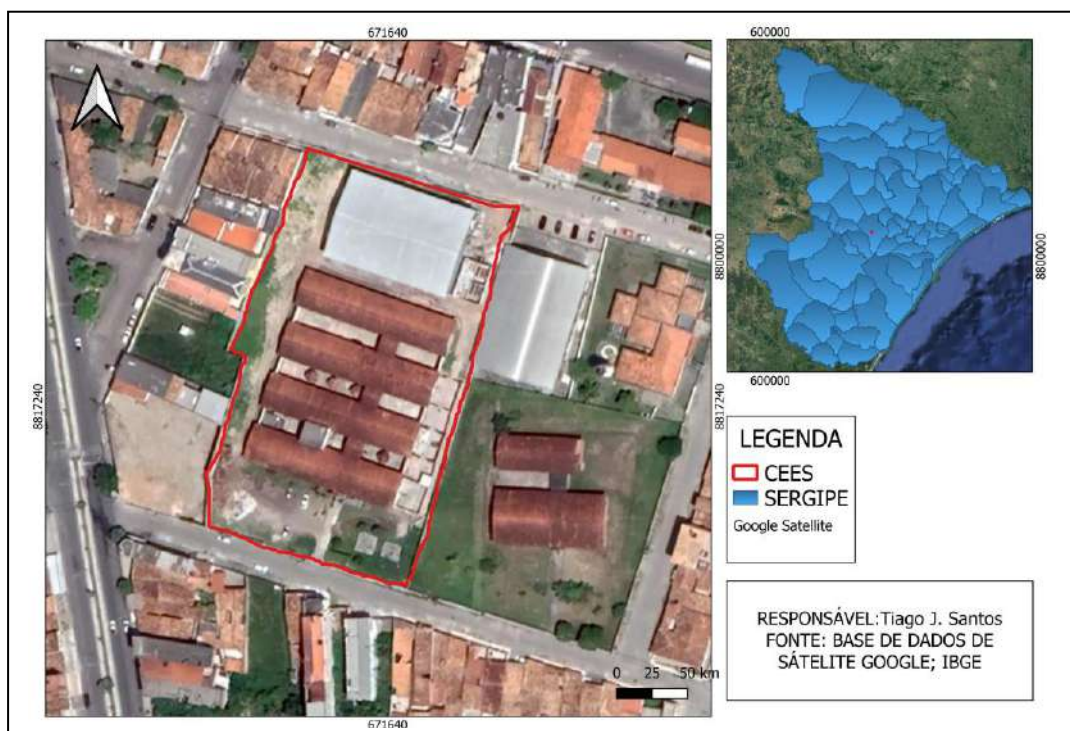 671640
600000
8817240
8817240
8800000
8800000
600000
LEGENDA
CEES
SERGIPE
Google Satellite
RESPONSÁVEL:Tiago J. Santos
FONTE: BASE DE DADOS DE
SÁTELITE GOOGLE; IBGE
0 25 50 km
671640